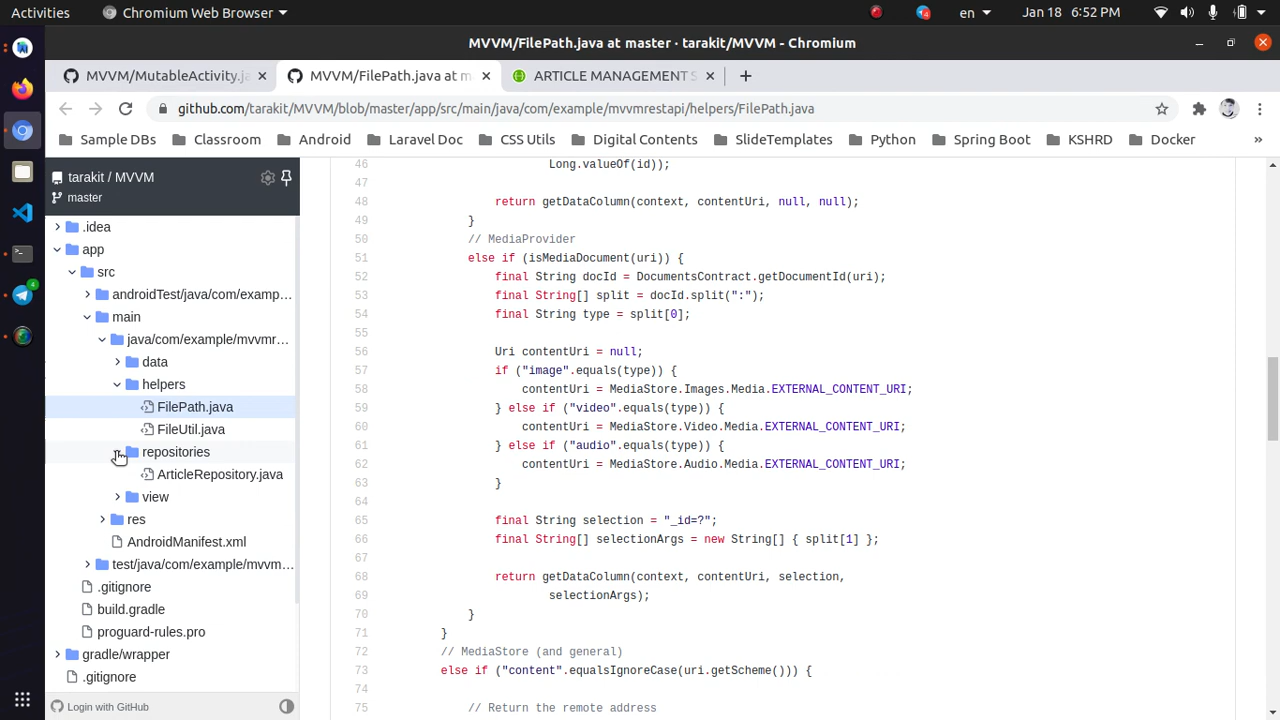 Activities
Chromium Web Browser
en
Jan 18 6:52 PM
MVVM/FilePath.java at master · tarakit/MVVM - Chromium
MVVM/MutableActivity.ja
MVVM/FilePath.java at m
ARTICLE MANAGEMENT S
github.com/tarakit/MVVM/blob/master/app/src/main/java/com/example/mvvmrestapi/helpers/FilePath.java
Sample DBs
Classroom
Android
Laravel Doc
CSS Utils
Digital Contents
SlideTemplates
Python
Spring Boot
KSHRD
Docker
»
tarakit / MVVM
master
.idea
app
src
androidTest/java/com/examp...
main
java/com/example/mvvmr...
data
helpers
FilePath.java
FileUtil.java
repositories
ArticleRepository.java
view
res
AndroidManifest.xml
test/java/com/example/mvvm...
.gitignore
build.gradle
proguard-rules.pro
gradle/wrapper
.gitignore
Login with GitHub
4
46 Long.valueOf(id));
47
48 return getDataColumn(context, contentUri, null, null);
49 }
50 // MediaProvider
51 else if (isMediaDocument(uri)) {
52 final String docId = DocumentsContract.getDocumentId(uri);
53 final String[] split = docId.split(":");
54 final String type = split[0];
55
56 Uri contentUri = null;
57 if ("image".equals(type)) {
58 contentUri = MediaStore.Images.Media.EXTERNAL_CONTENT_URI;
59 } else if ("video".equals(type)) {
60 contentUri = MediaStore.Video.Media.EXTERNAL_CONTENT_URI;
61 } else if ("audio".equals(type)) {
62 contentUri = MediaStore.Audio.Media.EXTERNAL_CONTENT_URI;
63 }
64
65 final String selection = "_id=?";
66 final String[] selectionArgs = new String[] { split[1] };
67
68 return getDataColumn(context, contentUri, selection,
69 selectionArgs);
70 }
71 }
72 // MediaStore (and general)
73 else if ("content".equalsIgnoreCase(uri.getScheme())) {
74
75 // Return the remote address